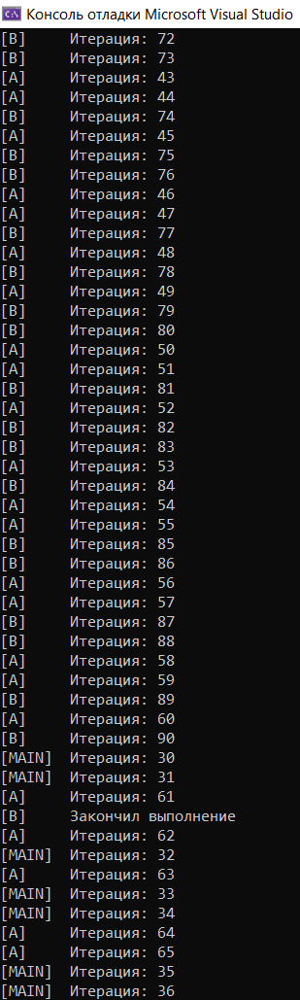 Консоль отладки Microsoft Visual Studio
[B] Итерация: 72
[B] Итерация: 73
[A] Итерация: 43
[A] Итерация: 44
[B] Итерация: 74
[A] Итерация: 45
[B] Итерация: 75
[B] Итерация: 76
[A] Итерация: 46
[A] Итерация: 47
[B] Итерация: 77
[A] Итерация: 48
[B] Итерация: 78
[A] Итерация: 49
[B] Итерация: 79
[B] Итерация: 80
[A] Итерация: 50
[A] Итерация: 51
[B] Итерация: 81
[A] Итерация: 52
[B] Итерация: 82
[B] Итерация: 83
[A] Итерация: 53
[B] Итерация: 84
[A] Итерация: 54
[A] Итерация: 55
[B] Итерация: 85
[B] Итерация: 86
[A] Итерация: 56
[A] Итерация: 57
[B] Итерация: 87
[B] Итерация: 88
[A] Итерация: 58
[A] Итерация: 59
[B] Итерация: 89
[A] Итерация: 60
[B] Итерация: 90
[MAIN] Итерация: 30
[MAIN] Итерация: 31
[A] Итерация: 61
[B] Закончил выполнение
[A] Итерация: 62
[MAIN] Итерация: 32
[A] Итерация: 63
[MAIN] Итерация: 33
[MAIN] Итерация: 34
[A] Итерация: 64
[A] Итерация: 65
[MAIN] Итерация: 35
[MAIN] Итерация: 36